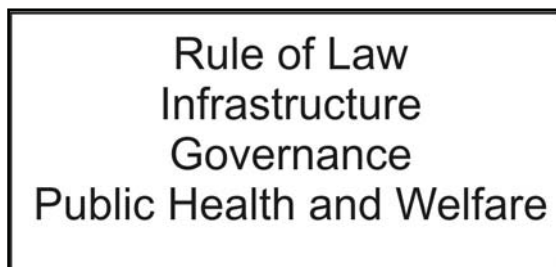 Rule of Law
Infrastructure
Governance
Public Health and Welfare